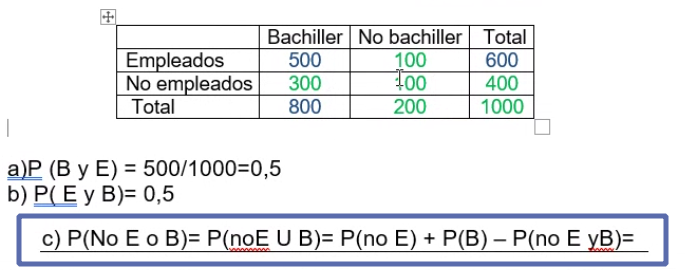 Bachiller No bachiller Total
Empleados 500 100 600
No empleados 300 100 400
Total 800 200 1000
a)P (B y E) = 500/1000=0,5
b) P( E y B)= 0,5
c) P(No E o B)= P(noE U B)= P(no E) + P(B) – P(no E yB)=